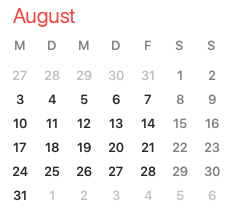 August
M D M D F S S
27 28 29 30 31 1 2
3 4 5 6 7 8 9
10 11 12 13 14 15 16
17 18 19 20 21 22 23
24 25 26 27 28 29 30
31 1 2 3 4 5 6